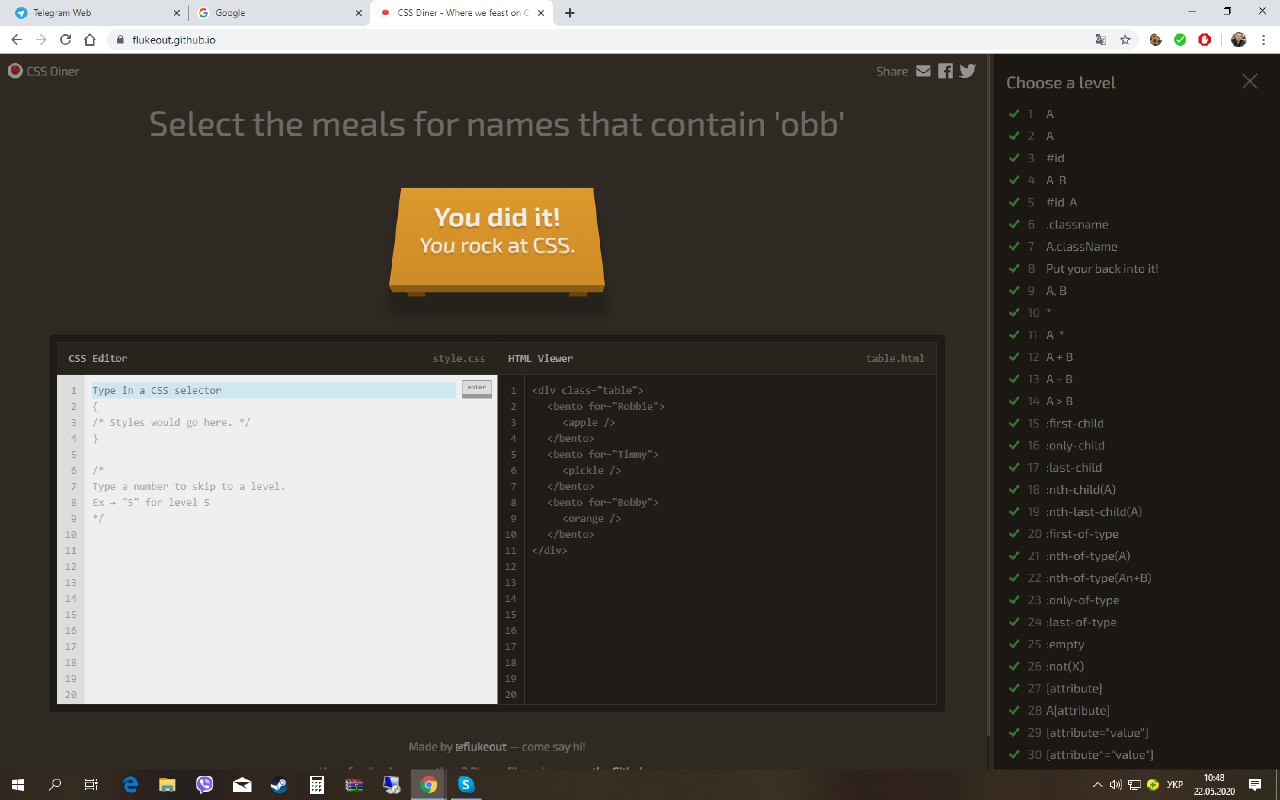 Telegram Web
Google
CSS Diner - Where we feast on C
flukeout.github.io
CSS Diner
Share
Select the meals for names that contain 'obb'
You did it!
You rock at CSS.
CSS Editor
style.css
1 Type in a CSS selector
enter
2 {
3 /* Styles would go here. */
4 }
5
6 /*
7 Type a number to skip to a level.
8 Ex → "5" for level 5
9 */
10
11
12
13
14
15
16
17
18
19
20
HTML Viewer
table.html
1 <div class="table">
2 <bento for="Robbie">
3 <apple />
4 </bento>
5 <bento for="Timmy">
6 <pickle />
7 </bento>
8 <bento for="Bobby">
9 <orange />
10 </bento>
11 </div>
12
13
14
15
16
17
18
19
20
Made by @flukeout — come say hi!
Choose a level
1 A
2 A
3 #id
4 A B
5 #id A
6 .classname
7 A.className
8 Put your back into it!
9 A, B
10 *
11 A *
12 A + B
13 A ~ B
14 A > B
15 :first-child
16 :only-child
17 :last-child
18 :nth-child(A)
19 :nth-last-child(A)
20 :first-of-type
21 :nth-of-type(A)
22 :nth-of-type(An+B)
23 :only-of-type
24 :last-of-type
25 :empty
26 :not(X)
27 [attribute]
28 A[attribute]
29 [attribute="value"]
30 [attribute^="value"]
УКР
10:48
22.05.2020